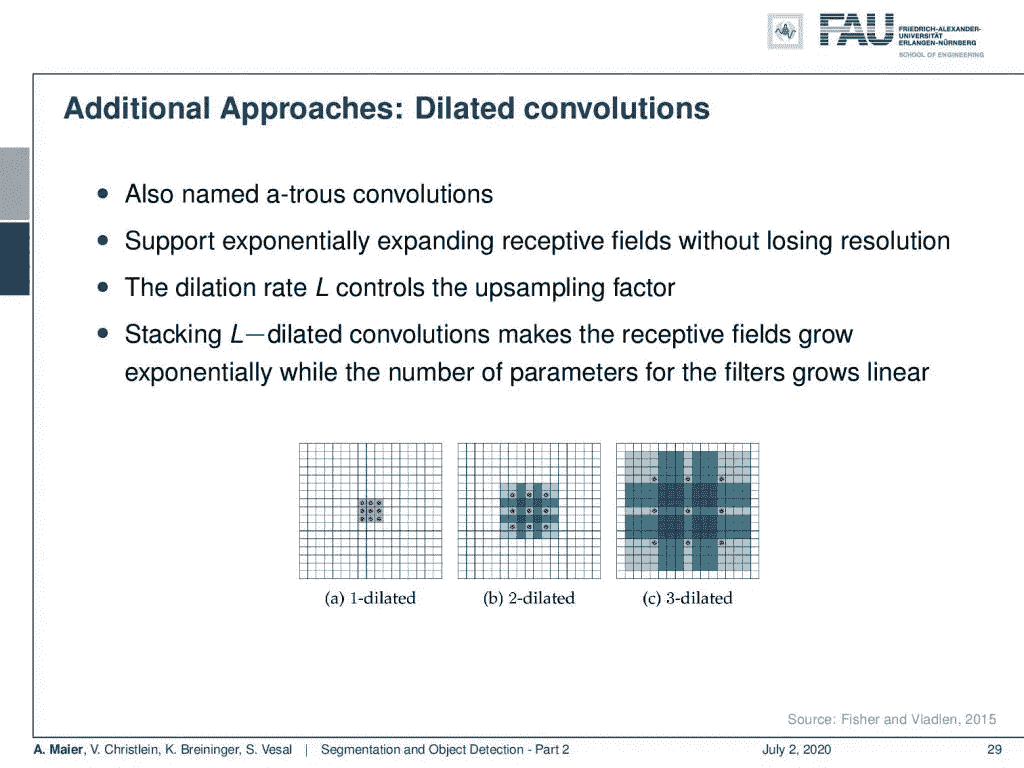 FAU
FRIEDRICH-ALEXANDER-
UNIVERSITÄT
ERLANGEN-NÜRNBERG
SCHOOL OF ENGINEERING
Additional Approaches: Dilated convolutions
• Also named a-trous convolutions
• Support exponentially expanding receptive fields without losing resolution
• The dilation rate L controls the upsampling factor
• Stacking L—dilated convolutions makes the receptive fields grow
exponentially while the number of parameters for the filters grows linear
(a) 1-dilated (b) 2-dilated (c) 3-dilated
Source: Fisher and Vladlen, 2015
A. Maier, V. Christlein, K. Breininger, S. Vesal | Segmentation and Object Detection - Part 2 July 2, 2020 29